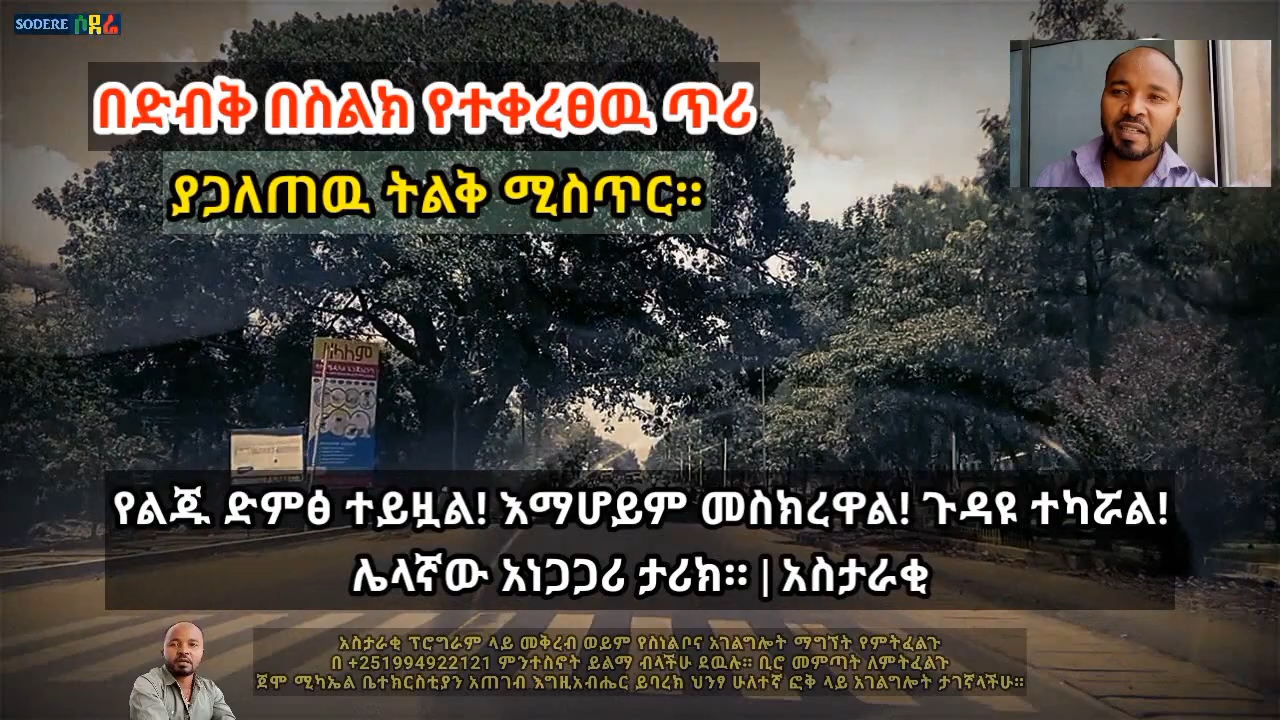 SODERE ሶደሬ
በድብቅ በስልክ የተቀረፀዉ ጥሪ
ያጋለጠዉ ትልቅ ሚስጥር።
የልጁ ድምፅ ተይዟል! እማሆይም መስክረዋል! ጉዳዩ ተካሯል!
ሌላኛው አነጋጋሪ ታሪክ። | አስታራቂ
አስታራቂ ፕሮግራም ላይ መቅረብ ወይም የስነልቦና አገልግሎት ማግኘት የምትፈልጉ
በ +251994922121 ምንተስኖት ይልማ ብላችሁ ደዉሉ። ቢሮ መምጣት ለምትፈልጉ
ጀሞ ሚካኤል ቤተክርስቲያን አጠገብ እግዚአብሔር ይባረክ ህንፃ ሁለተኛ ፎቅ ላይ አገልግሎት ታገኛላችሁ።